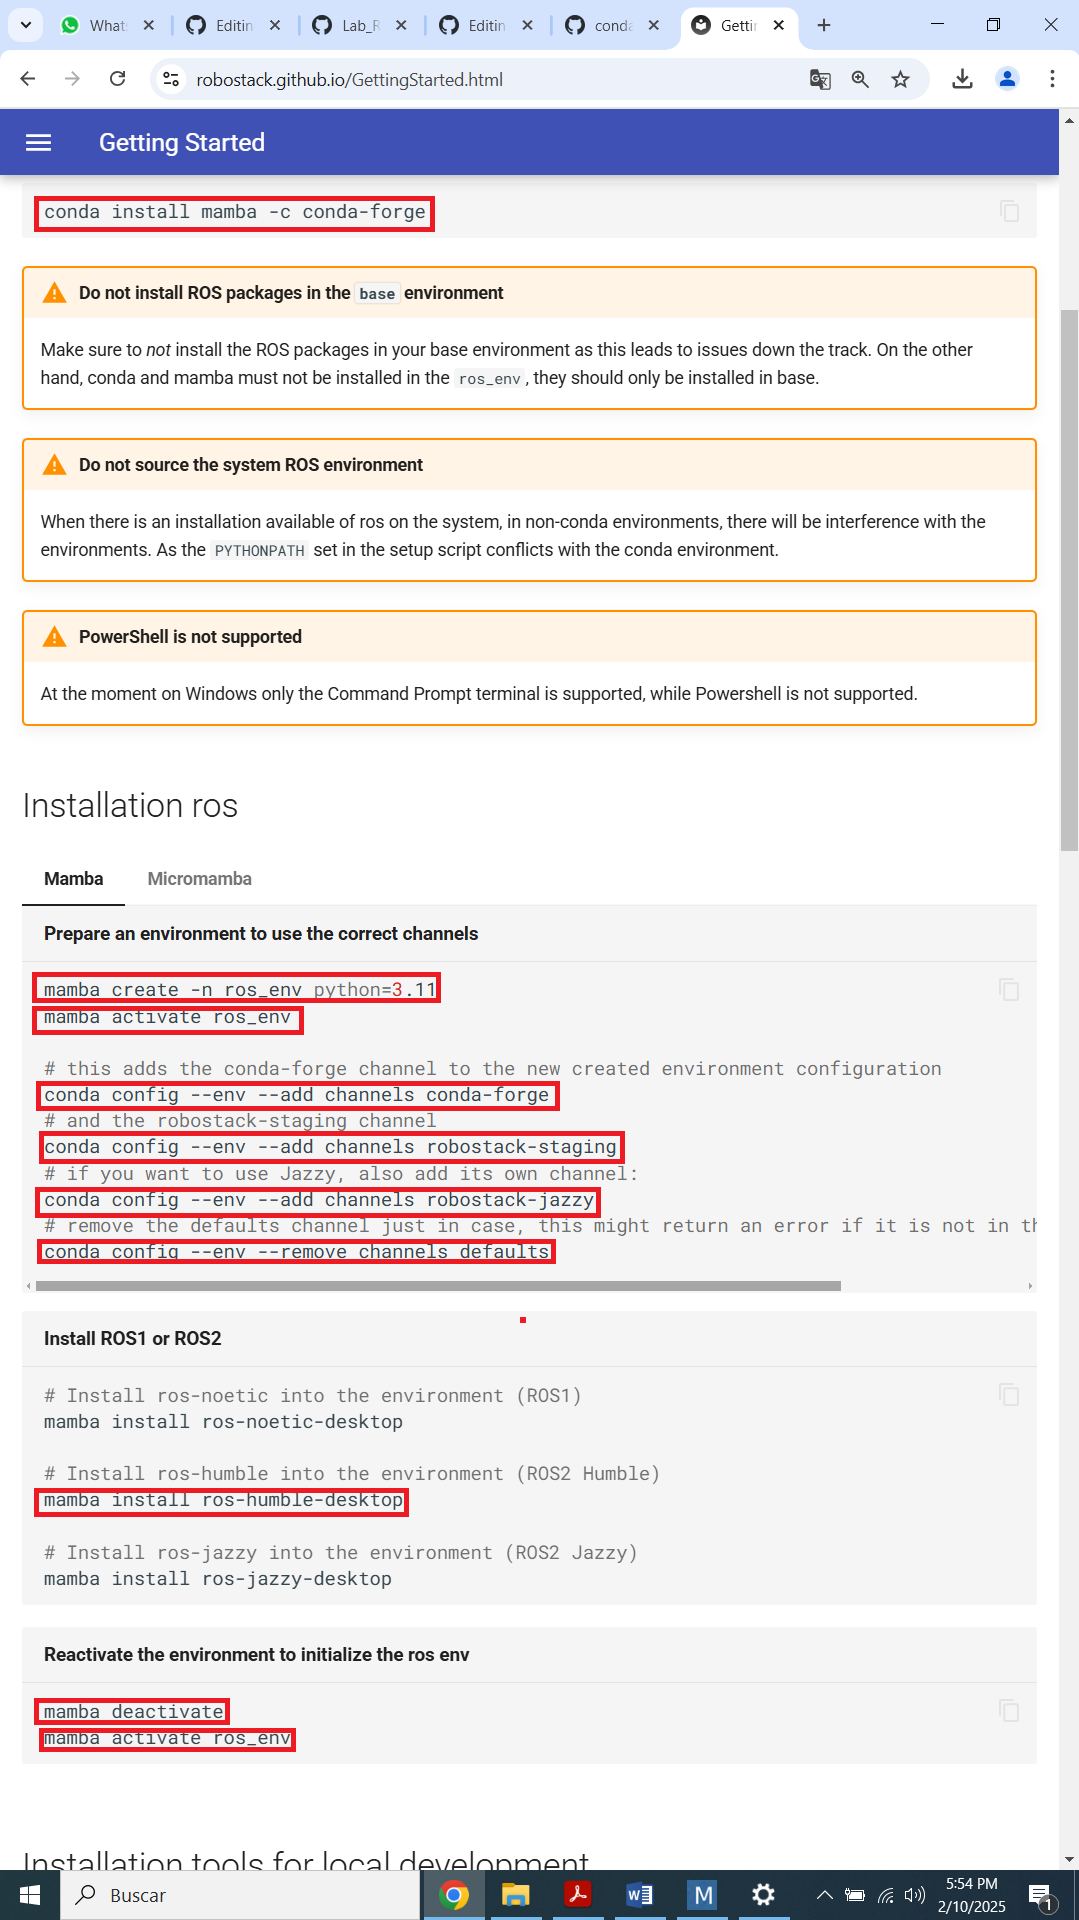 What
Editin
Lab_R
Editin
conda
Gettin
robostack.github.io/GettingStarted.html
Getting Started
conda install mamba -c conda-forge
Do not install ROS packages in the base environment
Make sure to not install the ROS packages in your base environment as this leads to issues down the track. On the other
hand, conda and mamba must not be installed in the ros_env, they should only be installed in base.
Do not source the system ROS environment
When there is an installation available of ros on the system, in non-conda environments, there will be interference with the
environments. As the PYTHONPATH set in the setup script conflicts with the conda environment.
PowerShell is not supported
At the moment on Windows only the Command Prompt terminal is supported, while Powershell is not supported.
Installation ros
Mamba Micromamba
Prepare an environment to use the correct channels
mamba create -n ros_env python=3.11
mamba activate ros_env
# this adds the conda-forge channel to the new created environment configuration
conda config --env --add channels conda-forge
# and the robostack-staging channel
conda config --env --add channels robostack-staging
# if you want to use Jazzy, also add its own channel:
conda config --env --add channels robostack-jazzy
# remove the defaults channel just in case, this might return an error if it is not in th
conda config --env --remove channels defaults
Install ROS1 or ROS2
# Install ros-noetic into the environment (ROS1)
mamba install ros-noetic-desktop
# Install ros-humble into the environment (ROS2 Humble)
mamba install ros-humble-desktop
# Install ros-jazzy into the environment (ROS2 Jazzy)
mamba install ros-jazzy-desktop
Reactivate the environment to initialize the ros env
mamba deactivate
mamba activate ros_env
Installation tools for local development
Buscar
M
5:54 PM
2/10/2025
1